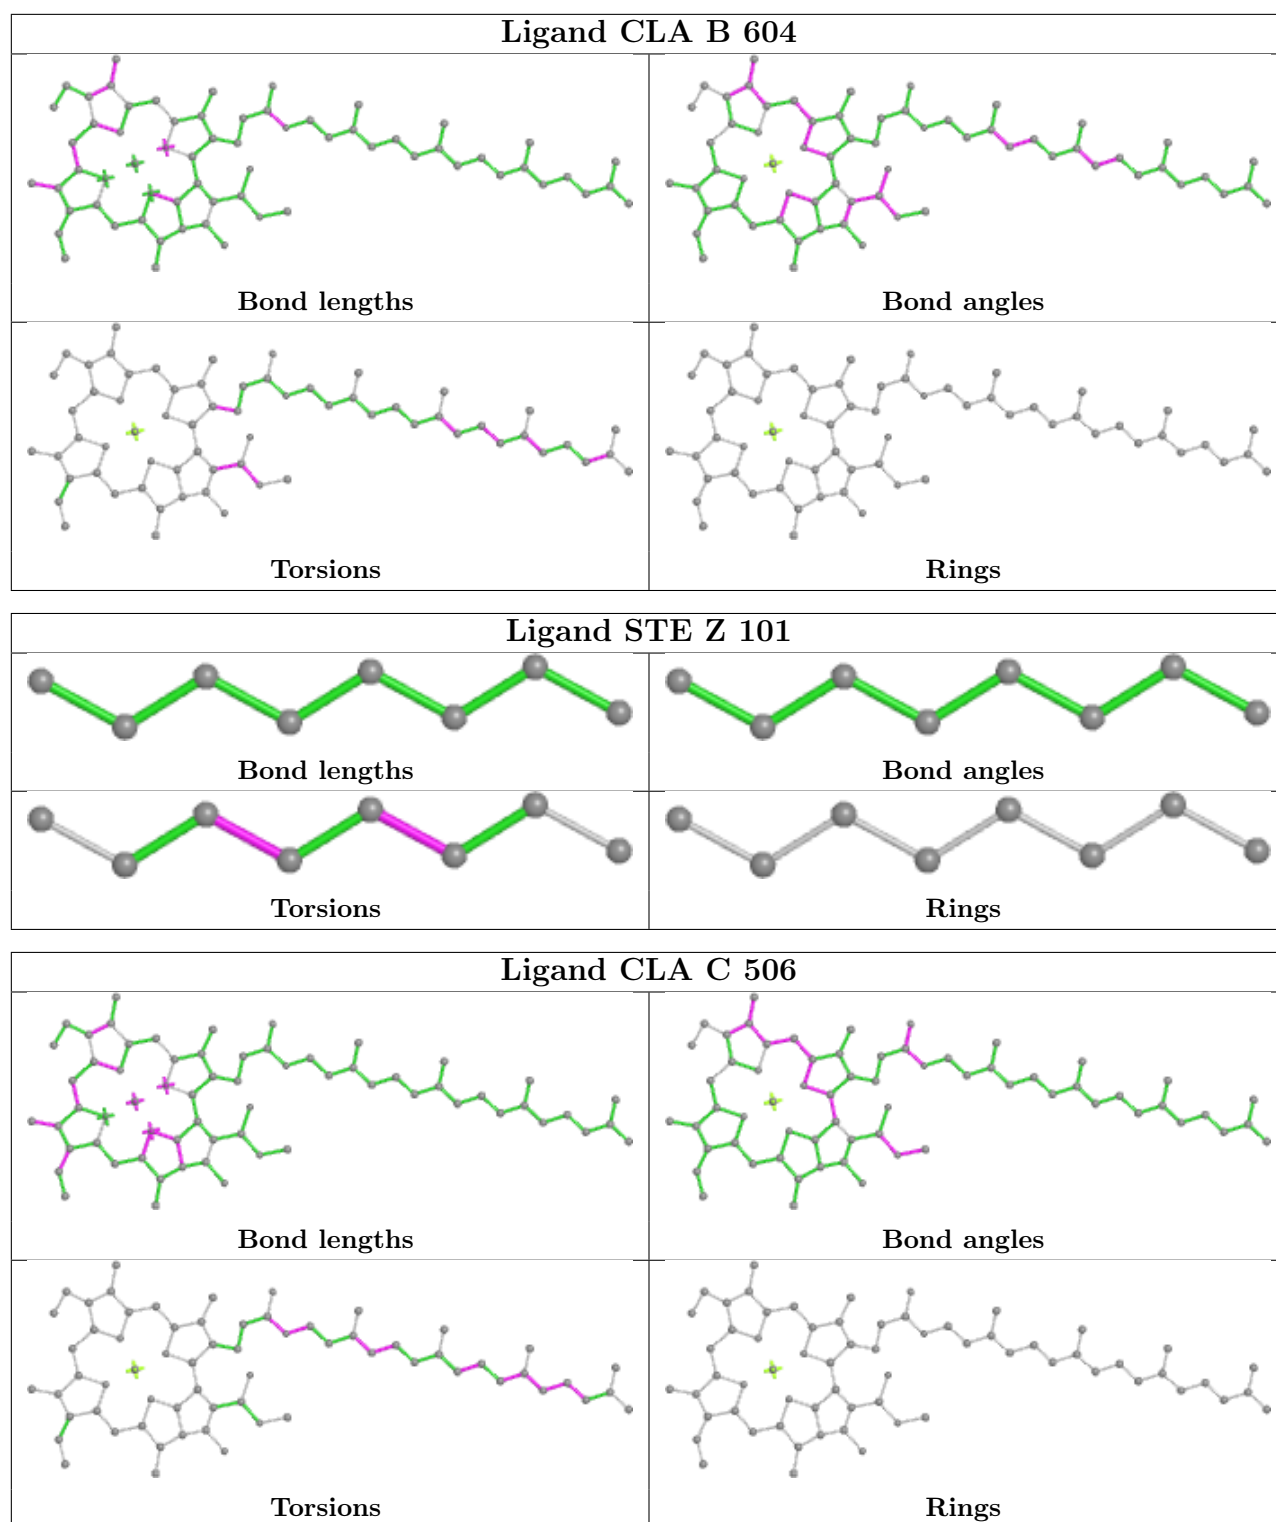 Ligand CLA B 604
Bond lengths
Bond angles
Torsions
Rings
Ligand STE Z 101
Bond lengths
Bond angles
Torsions
Rings
Ligand CLA C 506
Bond lengths
Bond angles
Torsions
Rings